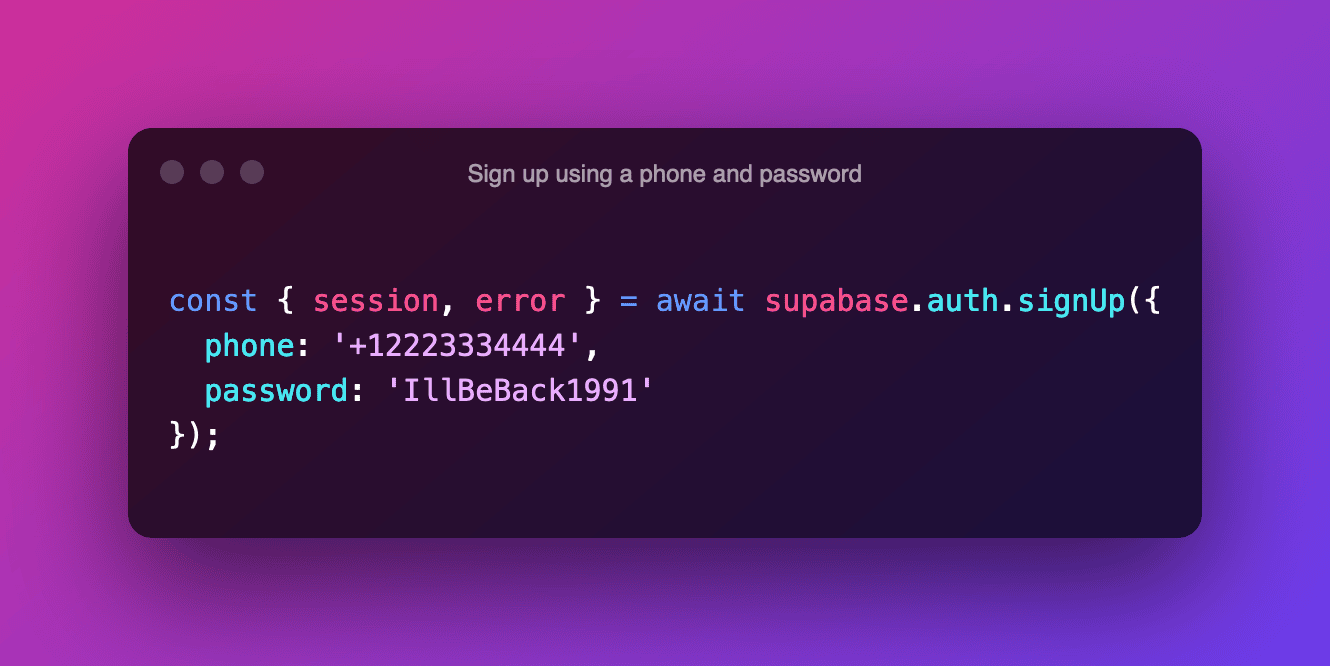 Sign up using a phone and password
const { session, error } = await supabase.auth.signUp({
  phone: '+12223334444',
  password: 'IllBeBack1991'
});